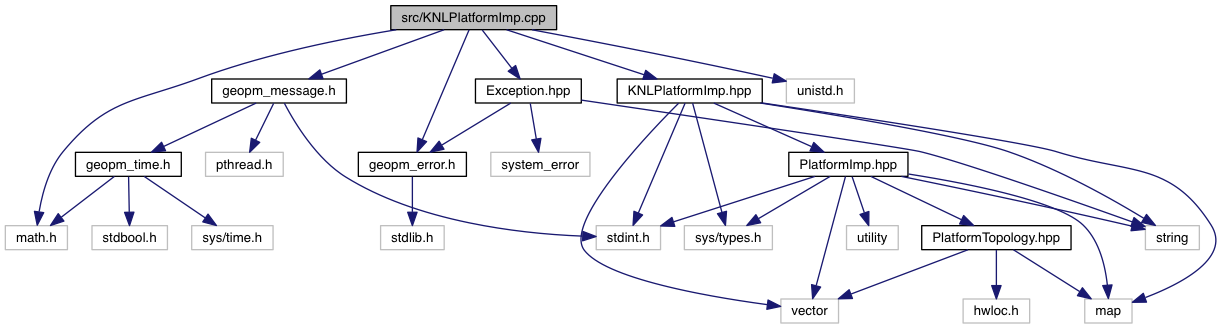 src/KNLPlatformImp.cpp
geopm_message.h
Exception.hpp
KNLPlatformImp.hpp
unistd.h
geopm_time.h
pthread.h
geopm_error.h
system_error
PlatformImp.hpp
math.h
stdbool.h
sys/time.h
stdlib.h
stdint.h
sys/types.h
utility
PlatformTopology.hpp
string
vector
hwloc.h
map